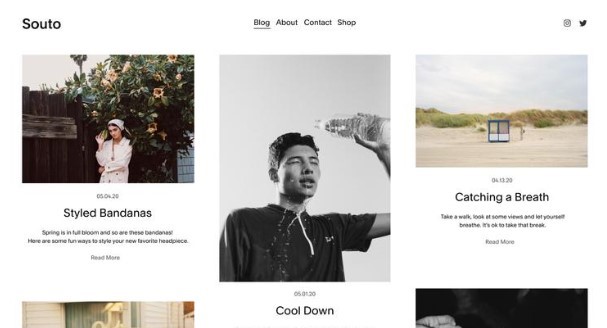 Souto
Blog About Contact Shop
05.04.20
Styled Bandanas
Spring is in full bloom and so are these bandanas!
Here are some fun ways to style your new favorite headpiece.
Read More
05.01.20
Cool Down
04.13.20
Catching a Breath
Take a walk, look at some views and let yourself
breathe. It's ok to take that break.
Read More